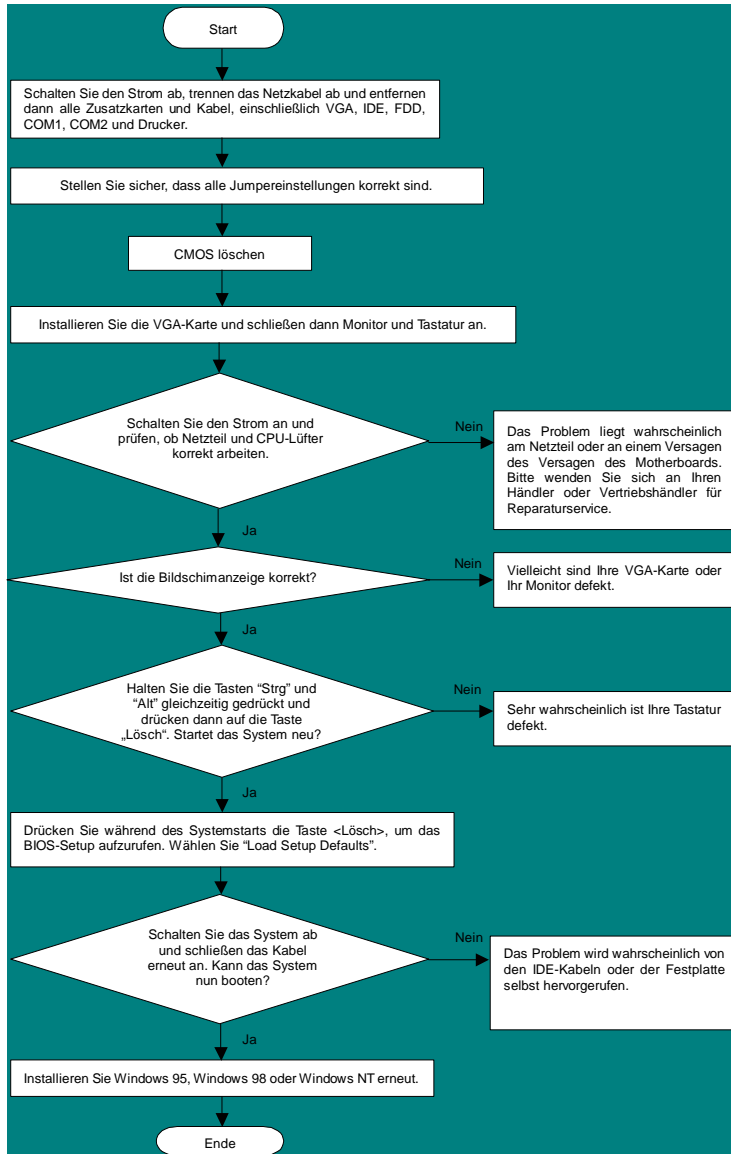 Start
Schalten Sie den Strom ab, trennen das Netzkabel ab und entfernen
dann alle Zusatzkarten und Kabel, einschließlich VGA, IDE, FDD,
COM1, COM2 und Drucker.
Stellen Sie sicher, dass alle Jumpereinstellungen korrekt sind.
CMOS löschen
Installieren Sie die VGA-Karte und schließen dann Monitor und Tastatur an.
Schalten Sie den Strom an und
prüfen, ob Netzteil und CPU-Lüfter
korrekt arbeiten.
Nein
Das Problem liegt wahrscheinlich
am Netzteil oder an einem Versagen
des Versagen des Motherboards.
Bitte wenden Sie sich an Ihren
Händler oder Vertriebshändler für
Reparaturservice.
Ja
Ist die Bildschimanzeige korrekt?
Nein
Vielleicht sind Ihre VGA-Karte oder
Ihr Monitor defekt.
Ja
Halten Sie die Tasten “Strg” und
“Alt” gleichzeitig gedrückt und
drücken dann auf die Taste
„Lösch“. Startet das System neu?
Nein
Sehr wahrscheinlich ist Ihre Tastatur
defekt.
Ja
Drücken Sie während des Systemstarts die Taste <Lösch>, um das
BIOS-Setup aufzurufen. Wählen Sie “Load Setup Defaults”.
Schalten Sie das System ab
und schließen das Kabel
erneut an. Kann das System
nun booten?
Nein
Das Problem wird wahrscheinlich von
den IDE-Kabeln oder der Festplatte
selbst hervorgerufen.
Ja
Installieren Sie Windows 95, Windows 98 oder Windows NT erneut.
Ende